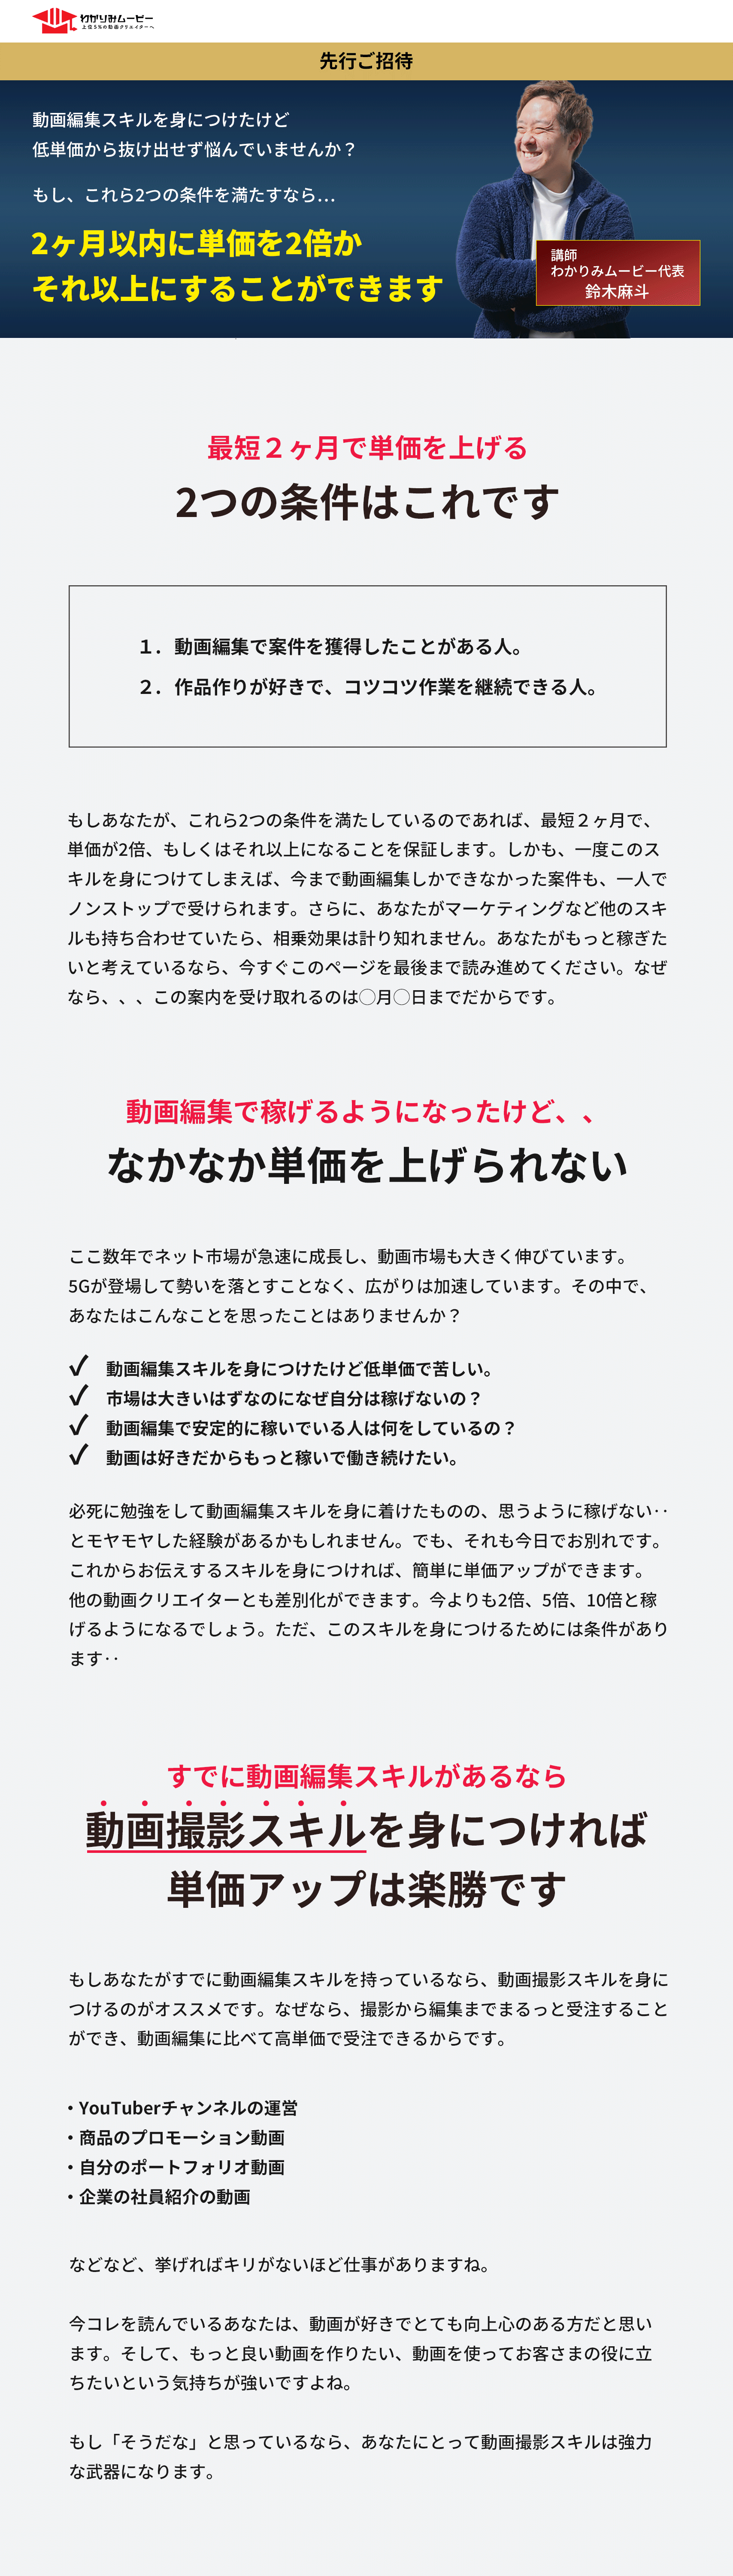 わかりみムービー
上位5%の動画クリエイターへ
先行ご招待
動画編集スキルを身につけたけど
低単価から抜け出せず悩んでいませんか？
もし、これら2つの条件を満たすなら…
2ヶ月以内に単価を2倍か
それ以上にすることができます
講師
わかりみムービー代表
鈴木麻斗
最短２ヶ月で単価を上げる
2つの条件はこれです
１．動画編集で案件を獲得したことがある人。
２．作品作りが好きで、コツコツ作業を継続できる人。
もしあなたが、これら2つの条件を満たしているのであれば、最短２ヶ月で、
単価が2倍、もしくはそれ以上になることを保証します。しかも、一度このス
キルを身につけてしまえば、今まで動画編集しかできなかった案件も、一人で
ノンストップで受けられます。さらに、あなたがマーケティングなど他のスキ
ルも持ち合わせていたら、相乗効果は計り知れません。あなたがもっと稼ぎた
いと考えているなら、今すぐこのページを最後まで読み進めてください。なぜ
なら、、、この案内を受け取れるのは◯月◯日までだからです。
動画編集で稼げるようになったけど、、
なかなか単価を上げられない
ここ数年でネット市場が急速に成長し、動画市場も大きく伸びています。
5Gが登場して勢いを落とすことなく、広がりは加速しています。その中で、
あなたはこんなことを思ったことはありませんか？
✓ 動画編集スキルを身につけたけど低単価で苦しい。
✓ 市場は大きいはずなのになぜ自分は稼げないの？
✓ 動画編集で安定的に稼いでいる人は何をしているの？
✓ 動画は好きだからもっと稼いで働き続けたい。
必死に勉強をして動画編集スキルを身に着けたものの、思うように稼げない‥
とモヤモヤした経験があるかもしれません。でも、それも今日でお別れです。
これからお伝えするスキルを身につければ、簡単に単価アップができます。
他の動画クリエイターとも差別化ができます。今よりも2倍、5倍、10倍と稼
げるようになるでしょう。ただ、このスキルを身につけるためには条件があり
ます‥
すでに動画編集スキルがあるなら
動画撮影スキルを身につければ
単価アップは楽勝です
もしあなたがすでに動画編集スキルを持っているなら、動画撮影スキルを身に
つけるのがオススメです。なぜなら、撮影から編集までまるっと受注すること
ができ、動画編集に比べて高単価で受注できるからです。
・YouTuberチャンネルの運営
・商品のプロモーション動画
・自分のポートフォリオ動画
・企業の社員紹介の動画
などなど、挙げればキリがないほど仕事がありますね。
今コレを読んでいるあなたは、動画が好きでとても向上心のある方だと思い
ます。そして、もっと良い動画を作りたい、動画を使ってお客さまの役に立
ちたいという気持ちが強いですよね。
もし「そうだな」と思っているなら、あなたにとって動画撮影スキルは強力
な武器になります。